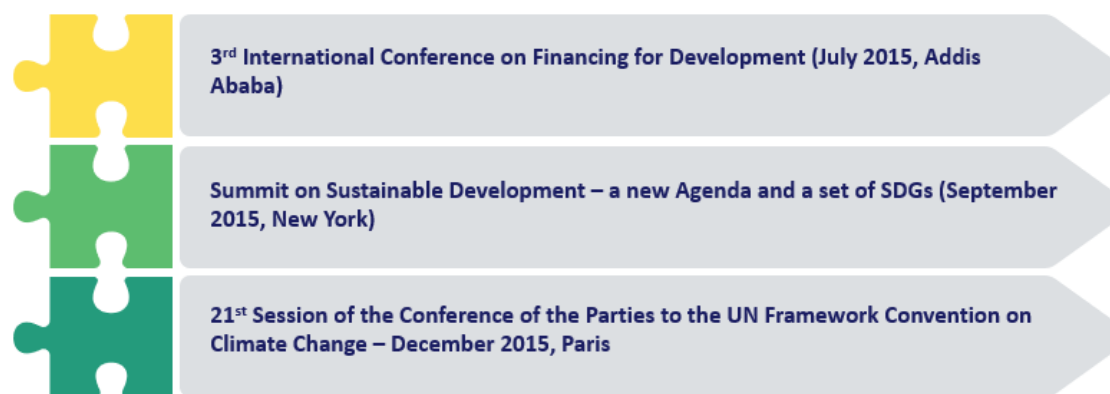 3rd International Conference on Financing for Development (July 2015, Addis
Ababa)
Summit on Sustainable Development – a new Agenda and a set of SDGs (September
2015, New York)
21st Session of the Conference of the Parties to the UN Framework Convention on
Climate Change – December 2015, Paris